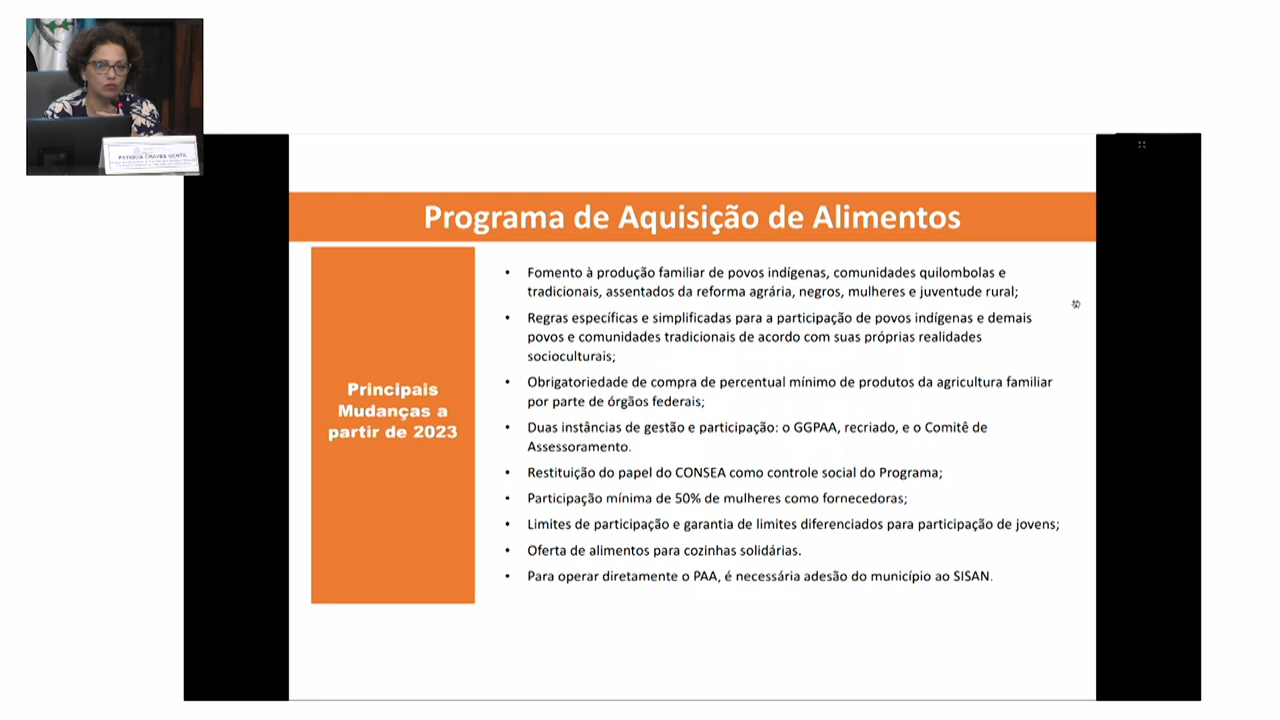 PATRÍCIA CHAVES GENTIL
Programa de Aquisição de Alimentos
Principais
Mudanças a
partir de 2023
• Fomento à produção familiar de povos indígenas, comunidades quilombolas e
tradicionais, assentados da reforma agrária, negros, mulheres e juventude rural;
• Regras específicas e simplificadas para a participação de povos indígenas e demais
povos e comunidades tradicionais de acordo com suas próprias realidades
socioculturais;
• Obrigatoriedade de compra de percentual mínimo de produtos da agricultura familiar
por parte de órgãos federais;
• Duas instâncias de gestão e participação: o GGPAA, recriado, e o Comitê de
Assessoramento.
• Restituição do papel do CONSEA como controle social do Programa;
• Participação mínima de 50% de mulheres como fornecedoras;
• Limites de participação e garantia de limites diferenciados para participação de jovens;
• Oferta de alimentos para cozinhas solidárias.
• Para operar diretamente o PAA, é necessária adesão do município ao SISAN.